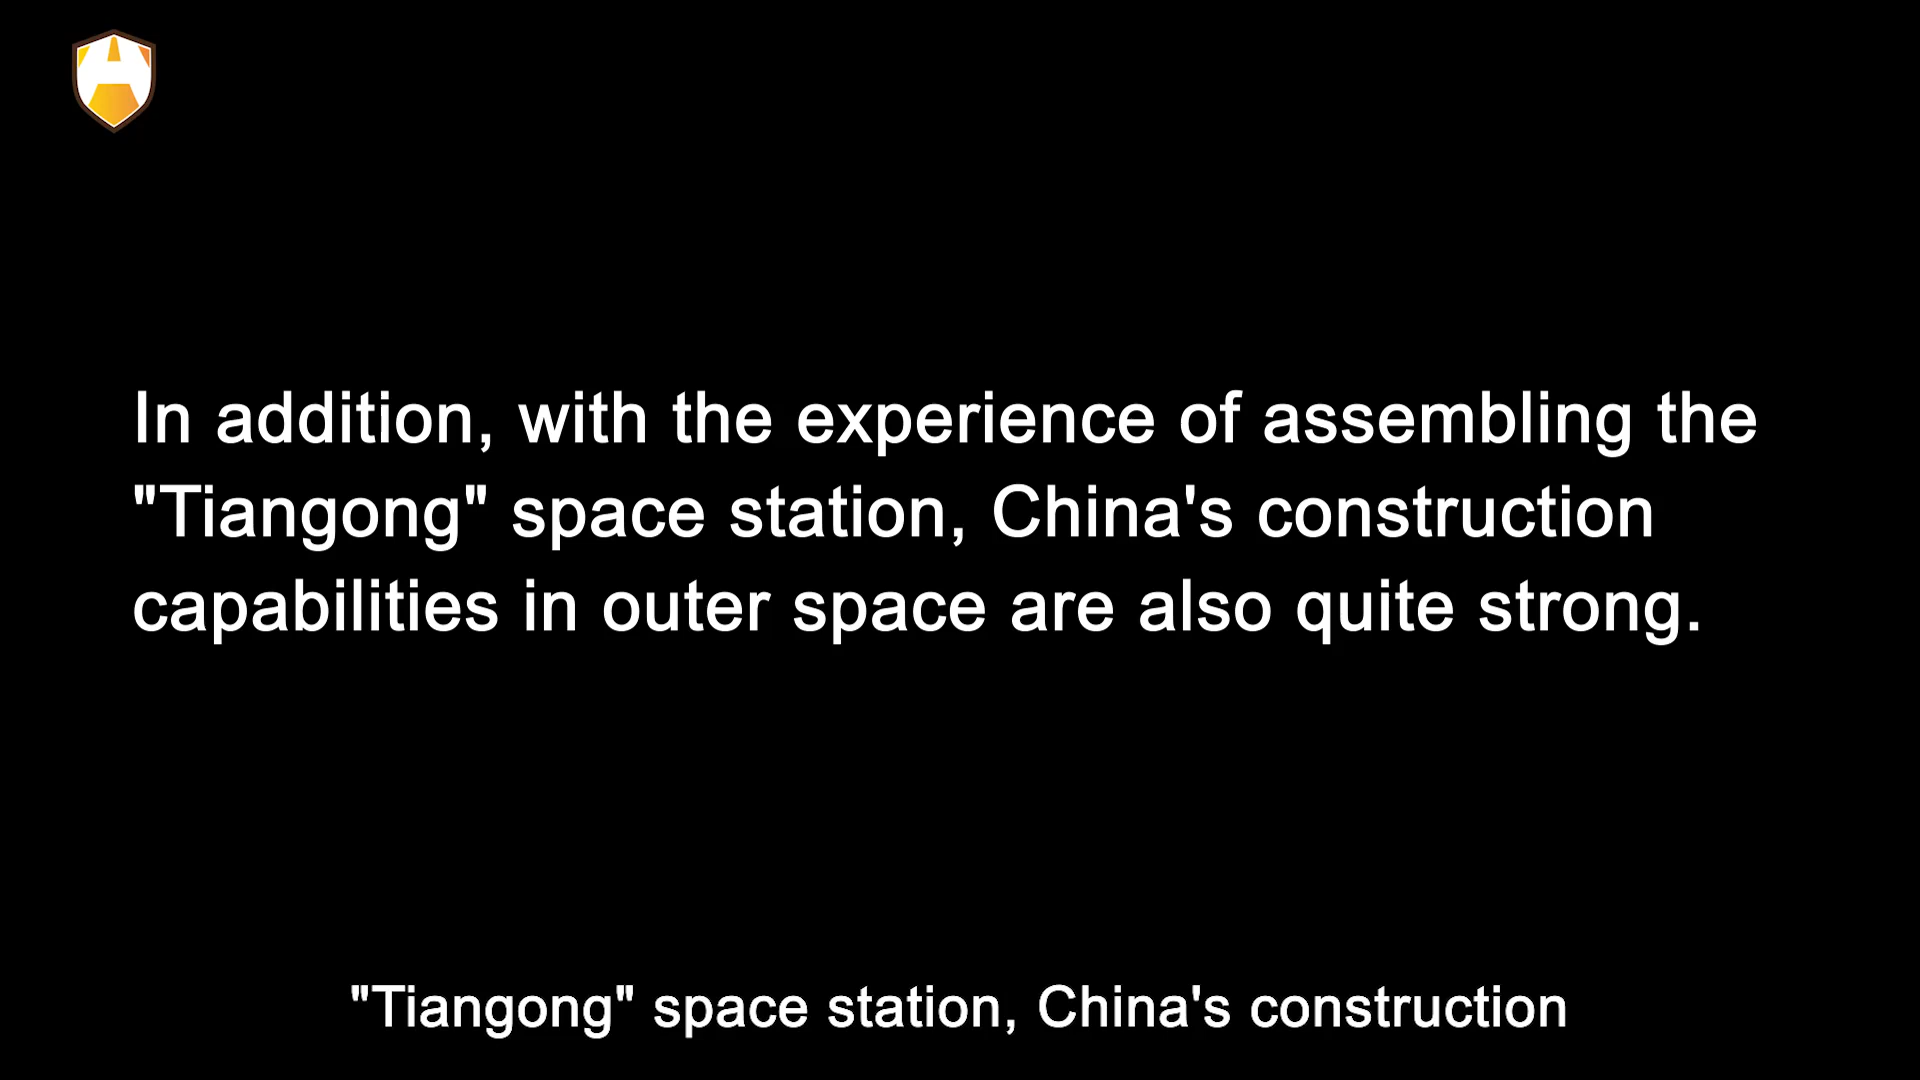 In addition, with the experience of assembling the
"Tiangong" space station, China's construction
capabilities in outer space are also quite strong.
"Tiangong" space station, China's construction